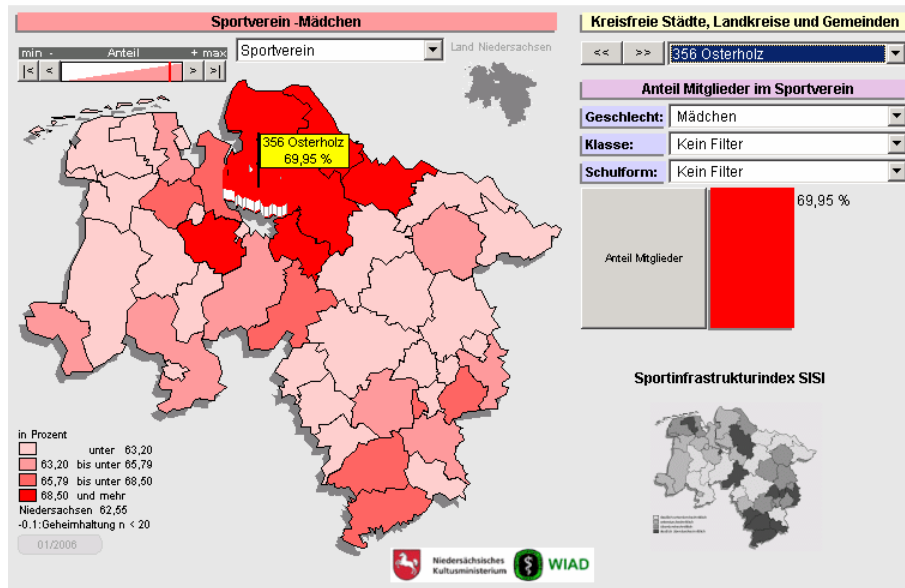 Sportverein -Mädchen
min - Anteil + max
|< < > >|
Sportverein
Land Niedersachsen
356 Osterholz
69,95 %
in Prozent
unter 63,20
63,20 bis unter 65,79
65,79 bis unter 68,50
68,50 und mehr
Niedersachsen 62,55
-0.1:Geheimhaltung n < 20
01/2006
Kreisfreie Städte, Landkreise und Gemeinden
<< >> 356 Osterholz
Anteil Mitglieder im Sportverein
Geschlecht: Mädchen
Klasse: Kein Filter
Schulform: Kein Filter
Anteil Mitglieder
69,95 %
Sportinfrastrukturindex SISI
Niedersächsisches
Kultusministerium
WIAD